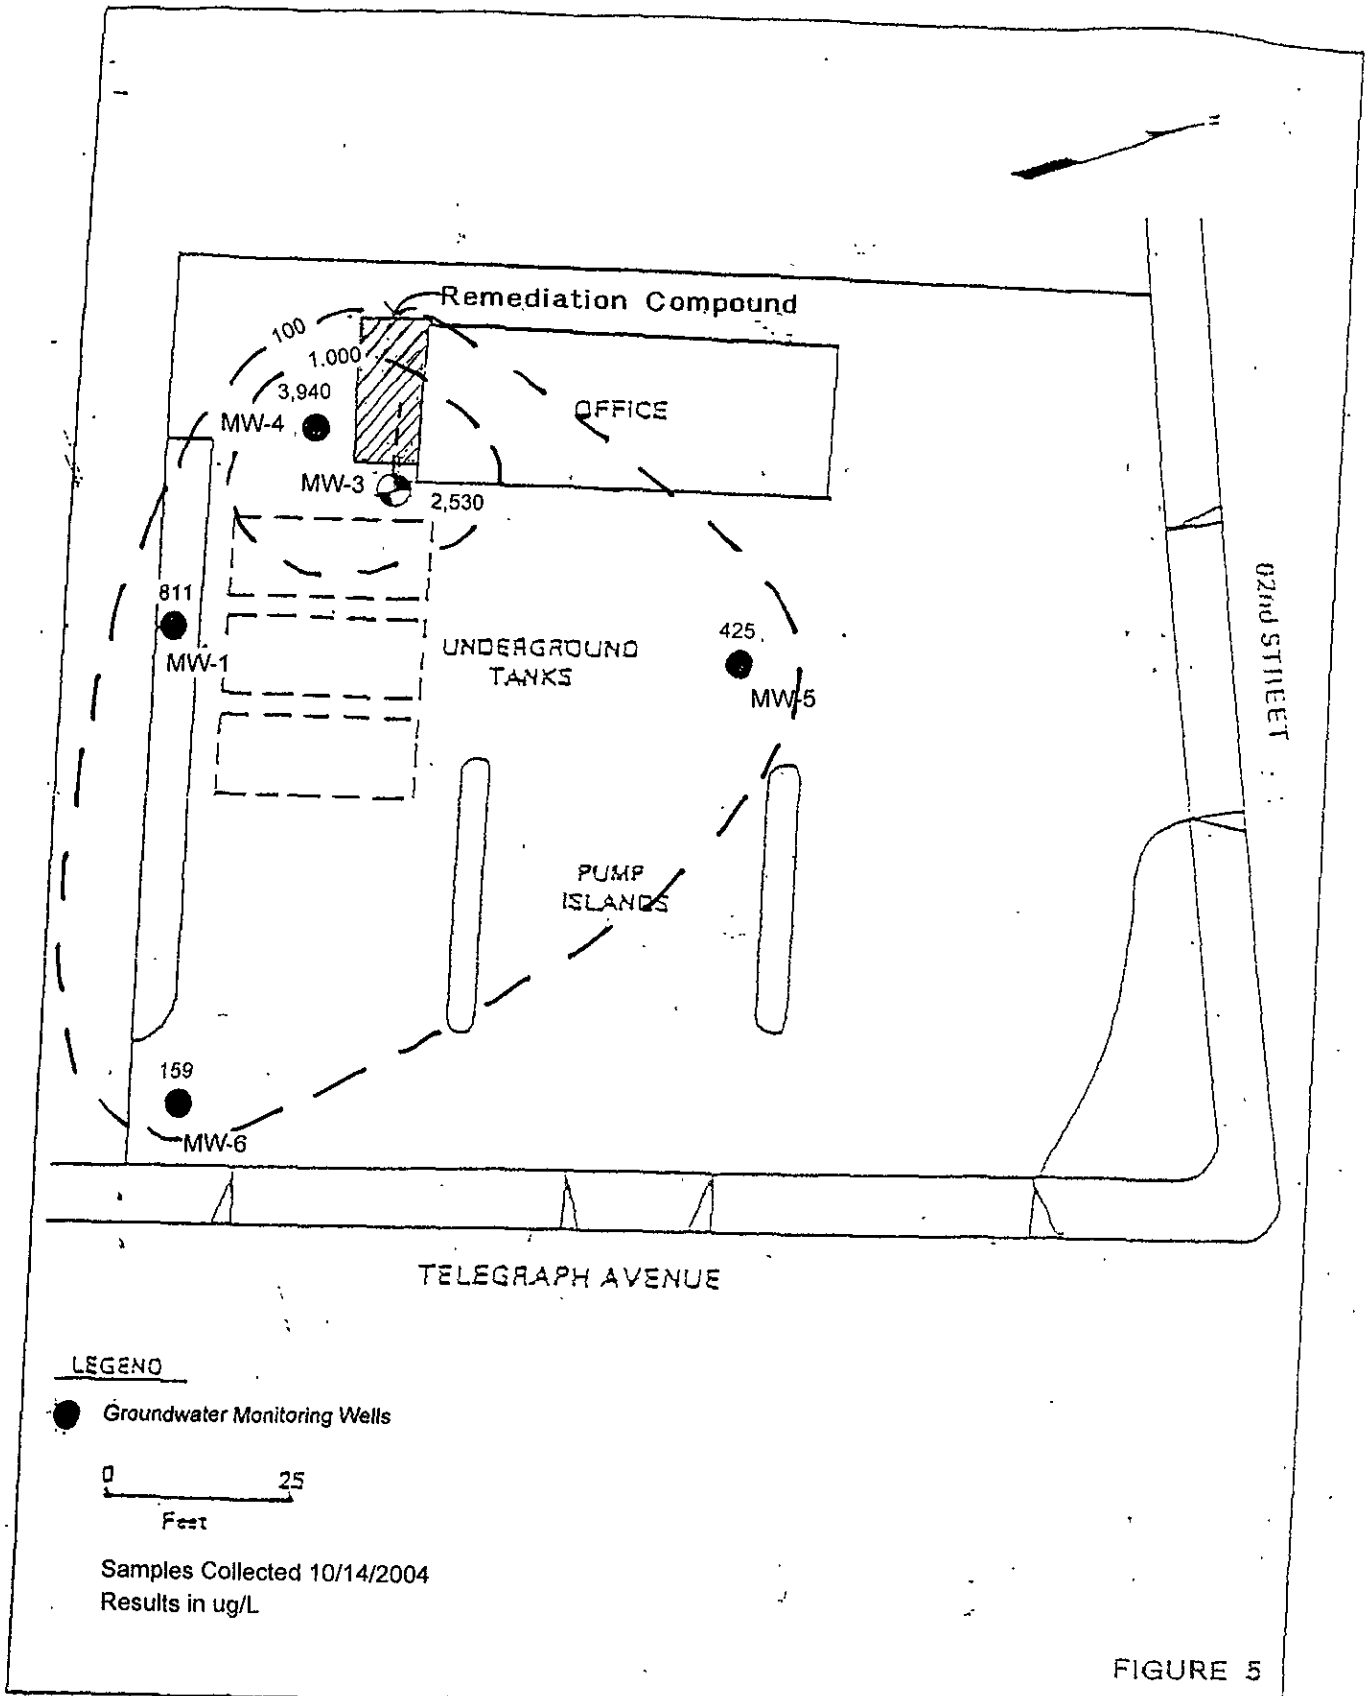 Remediation Compound
100
1,000
3,940
MW-4
OFFICE
MW-3
2,530
811
MW-1
UNDERGROUND
TANKS
425
MW-5
82nd STREET
PUMP
ISLANDS
159
MW-6
TELEGRAPH AVENUE
LEGEND
Groundwater Monitoring Wells
0 25
Feet
Samples Collected 10/14/2004
Results in ug/L
FIGURE 5